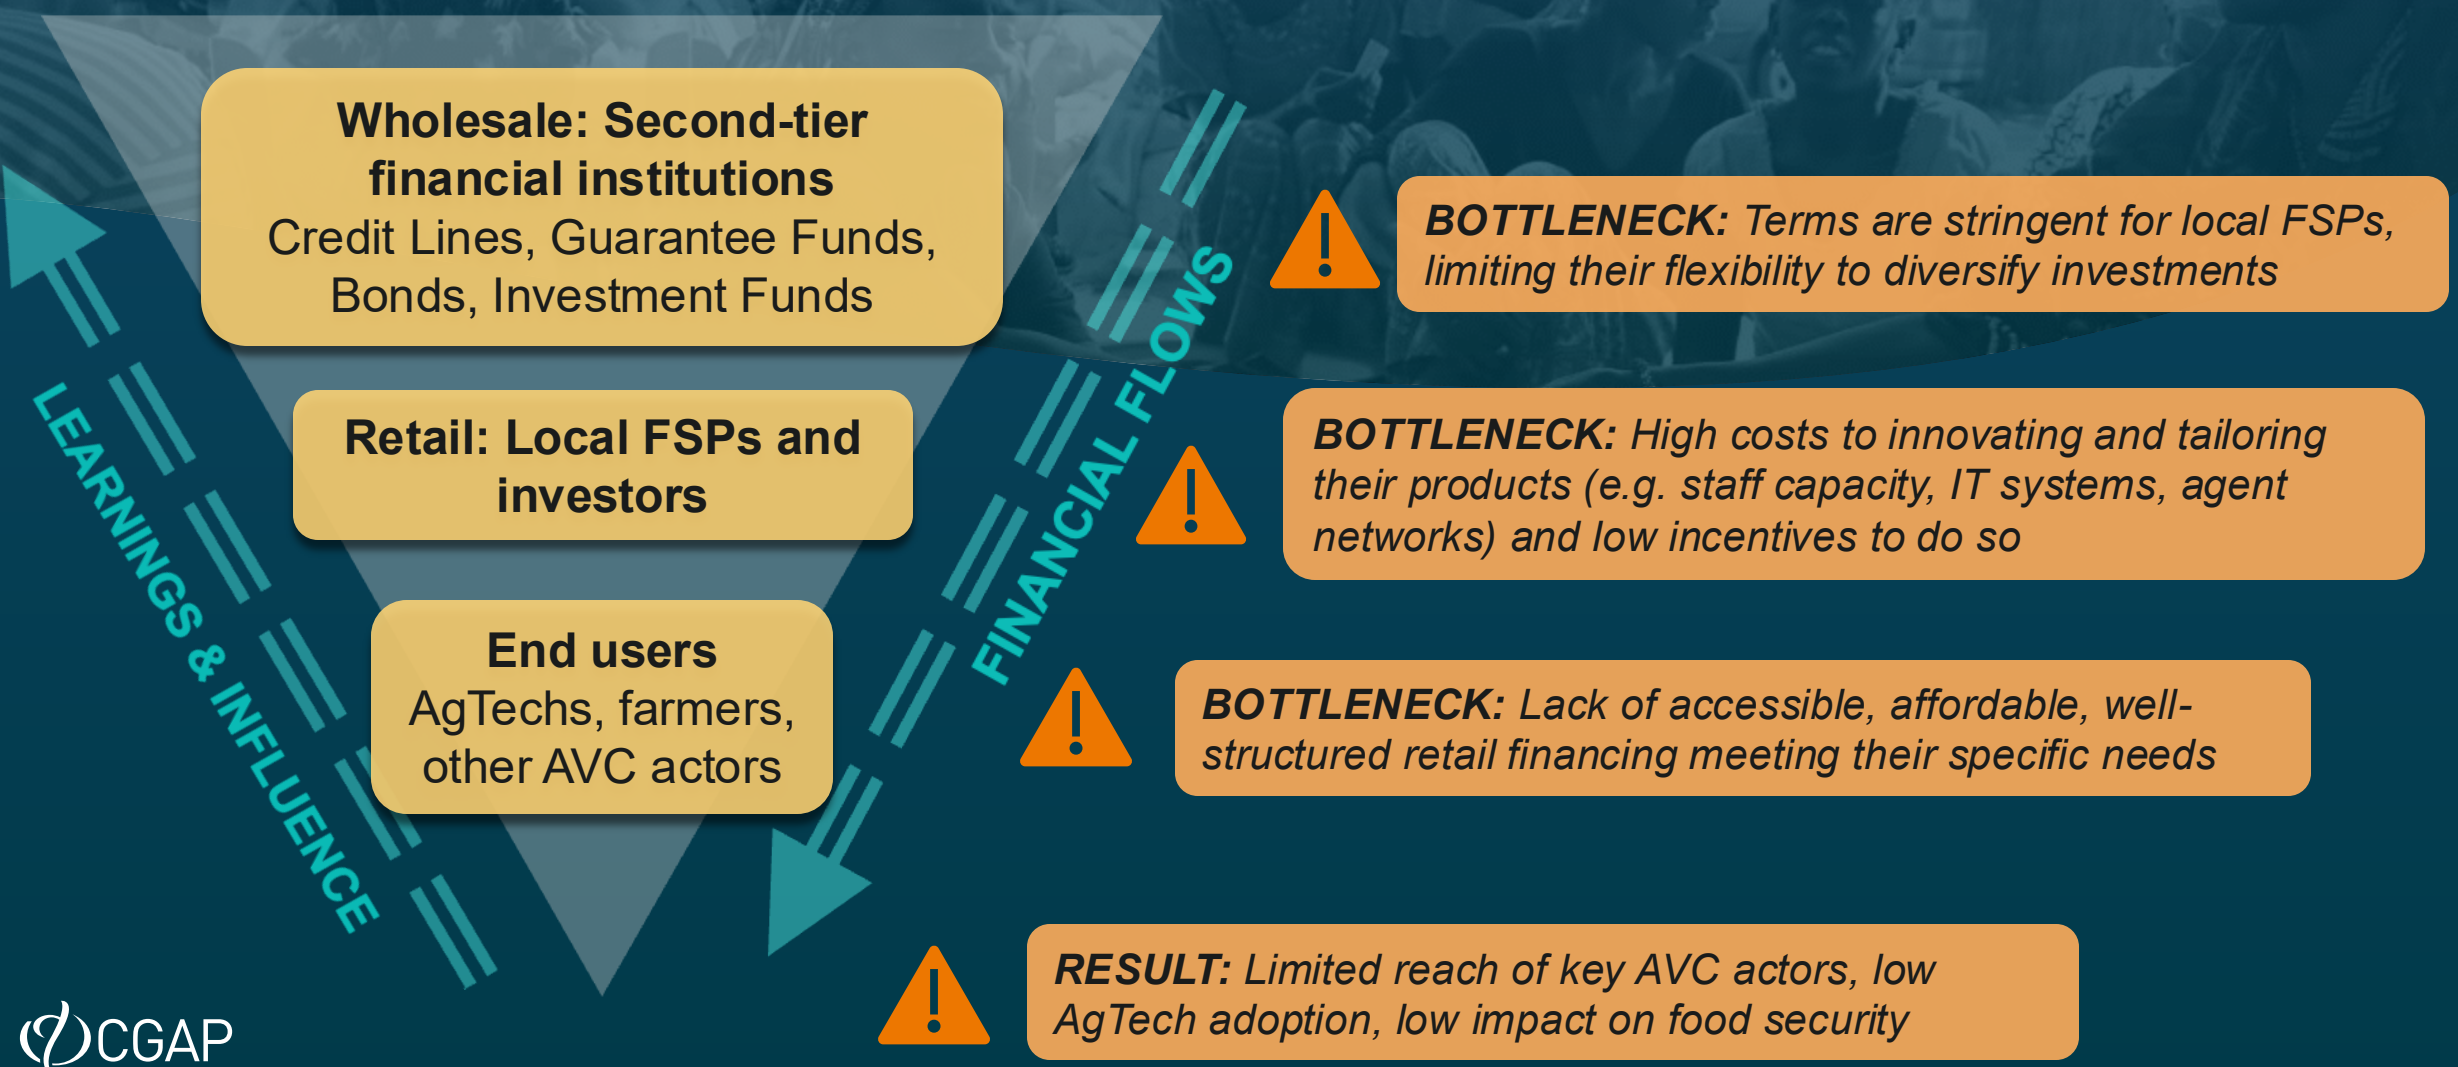 Wholesale: Second-tier
financial institutions
Credit Lines, Guarantee Funds,
Bonds, Investment Funds
Retail: Local FSPs and
investors
End users
AgTechs, farmers,
other AVC actors
LEARNINGS & INFLUENCE
FINANCIAL FLOWS
BOTTLENECK: Terms are stringent for local FSPs,
limiting their flexibility to diversify investments
BOTTLENECK: High costs to innovating and tailoring
their products (e.g. staff capacity, IT systems, agent
networks) and low incentives to do so
BOTTLENECK: Lack of accessible, affordable, well-
structured retail financing meeting their specific needs
RESULT: Limited reach of key AVC actors, low
AgTech adoption, low impact on food security
CGAP